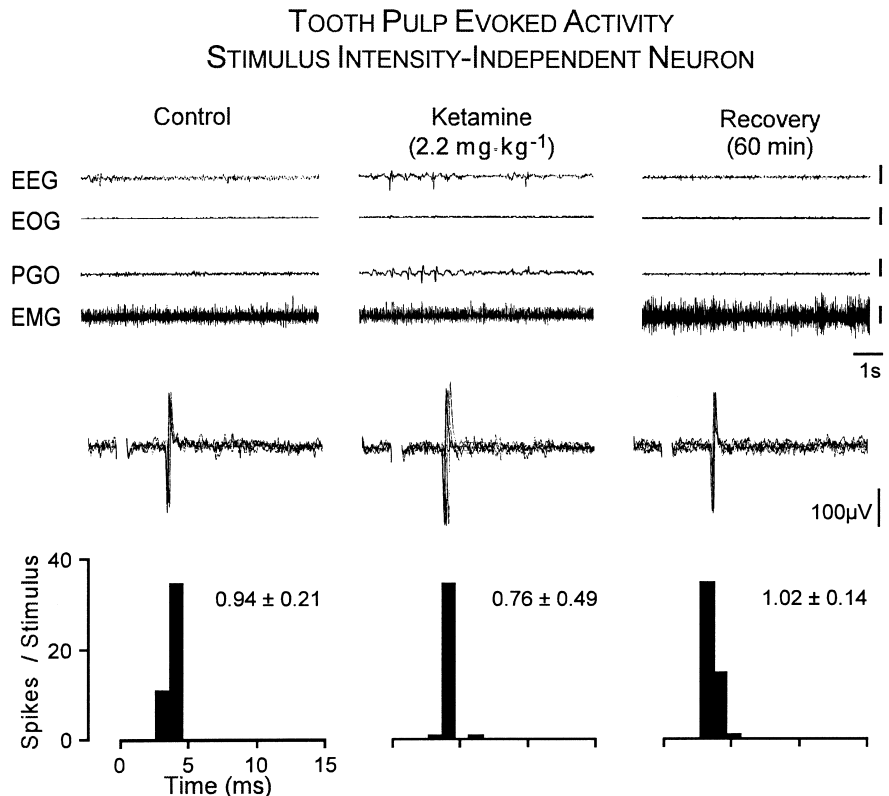 TOOTH PULP EVOKED ACTIVITY
STIMULUS INTENSITY-INDEPENDENT NEURON
Control
Ketamine
(2.2 mg·kg-1)
Recovery
(60 min)
EEG
EOG
PGO
EMG
1s
100µV
Spikes / Stimulus
40
20
0
0.94 ± 0.21
0.76 ± 0.49
1.02 ± 0.14
0 5 10 15
Time (ms)